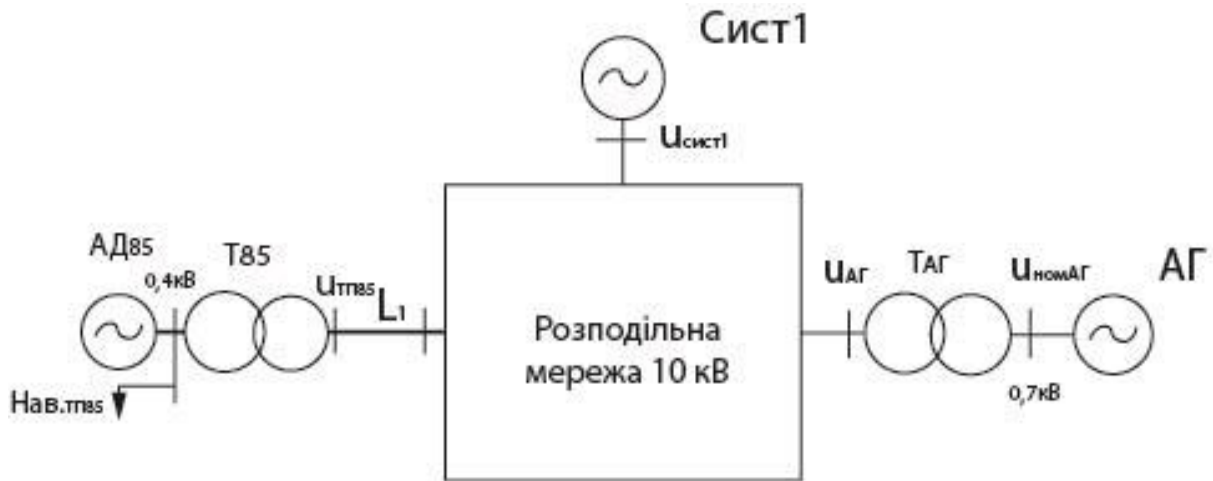 Сист1
uсист1
АД85
0,4кВ
Т85
uтп85
L1
Нав.тп85
Розподільна
мережа 10 кВ
uАГ
ТАГ
uномАГ
0,7кВ
АГ